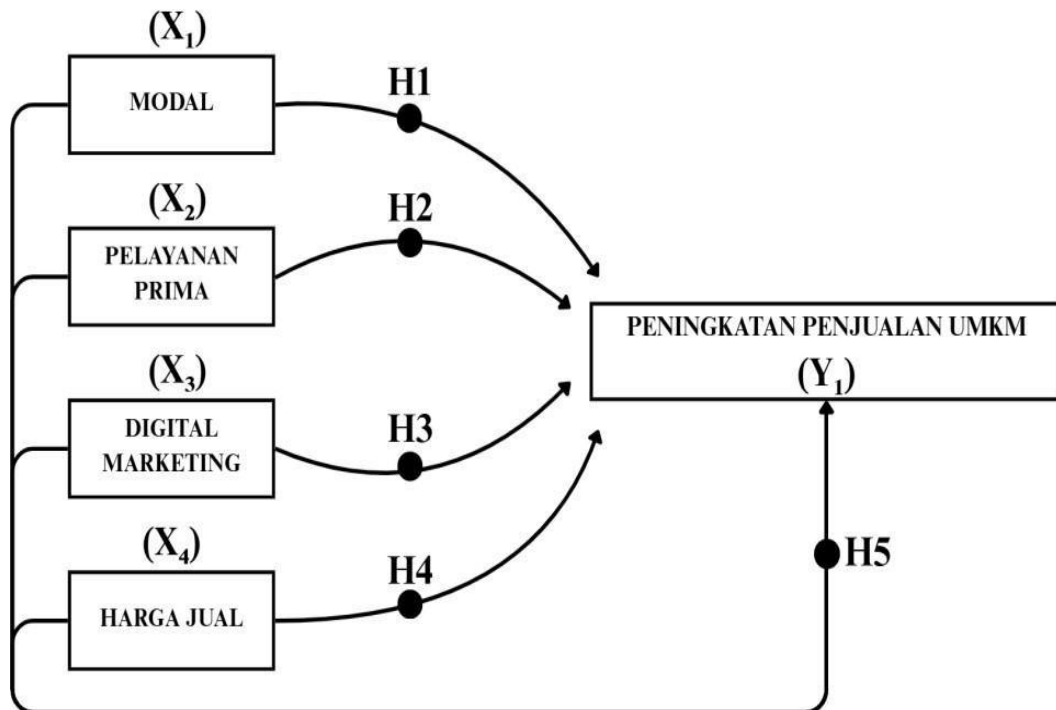 (X₁)
MODAL
H1
(X₂)
PELAYANAN
PRIMA
H2
(X₃)
DIGITAL
MARKETING
H3
(X₄)
HARGA JUAL
H4
PENINGKATAN PENJUALAN UMKM
(Y₁)
H5